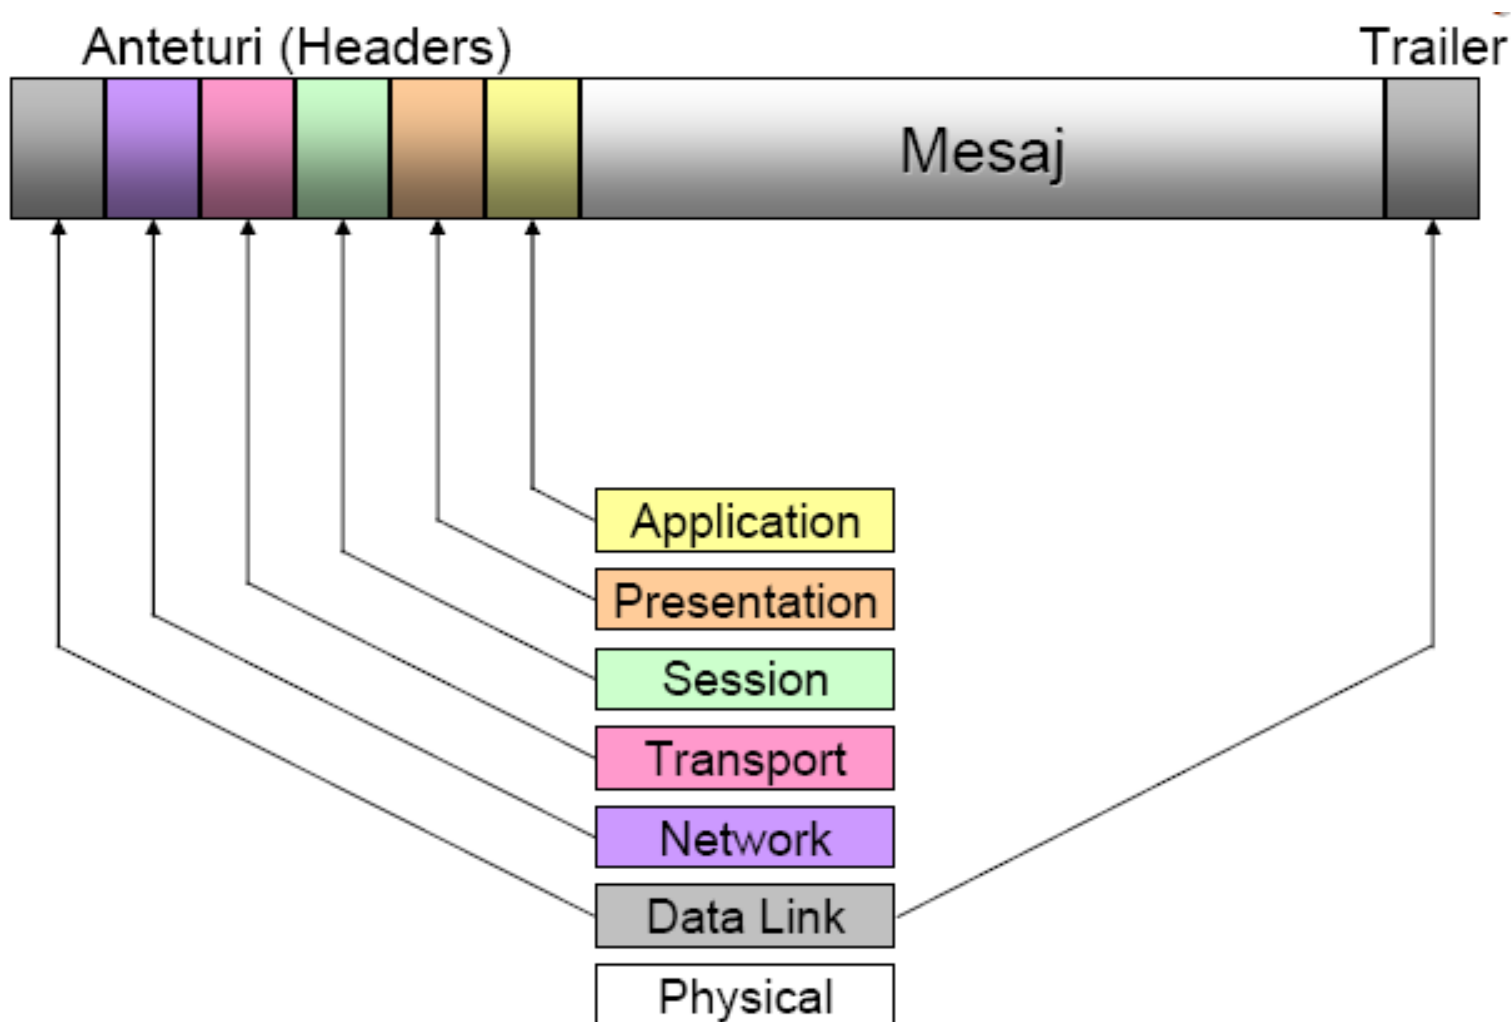 Anteturi (Headers)
Trailer
Mesaj
Application
Presentation
Session
Transport
Network
Data Link
Physical